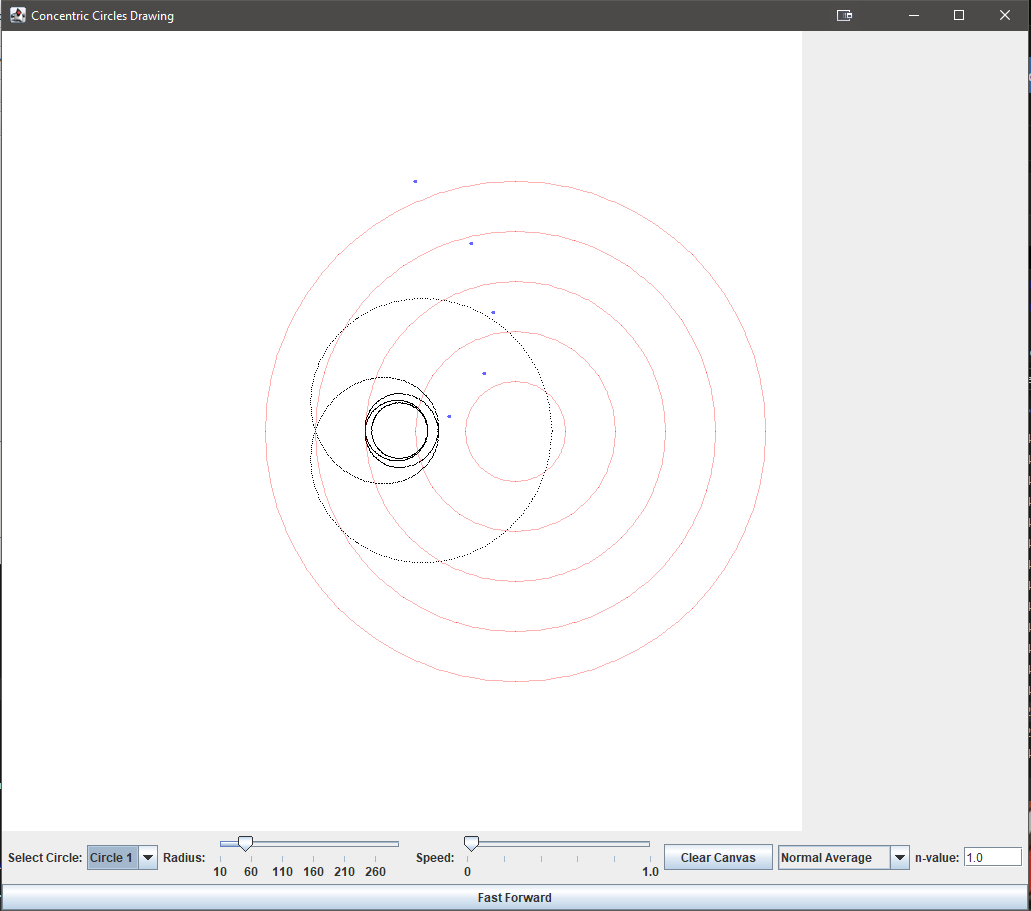 Concentric Circles Drawing
Select Circle: Circle 1 Radius: Speed: Clear Canvas Normal Average n-value: 1.0
10 60 110 160 210 260 0 1.0
Fast Forward